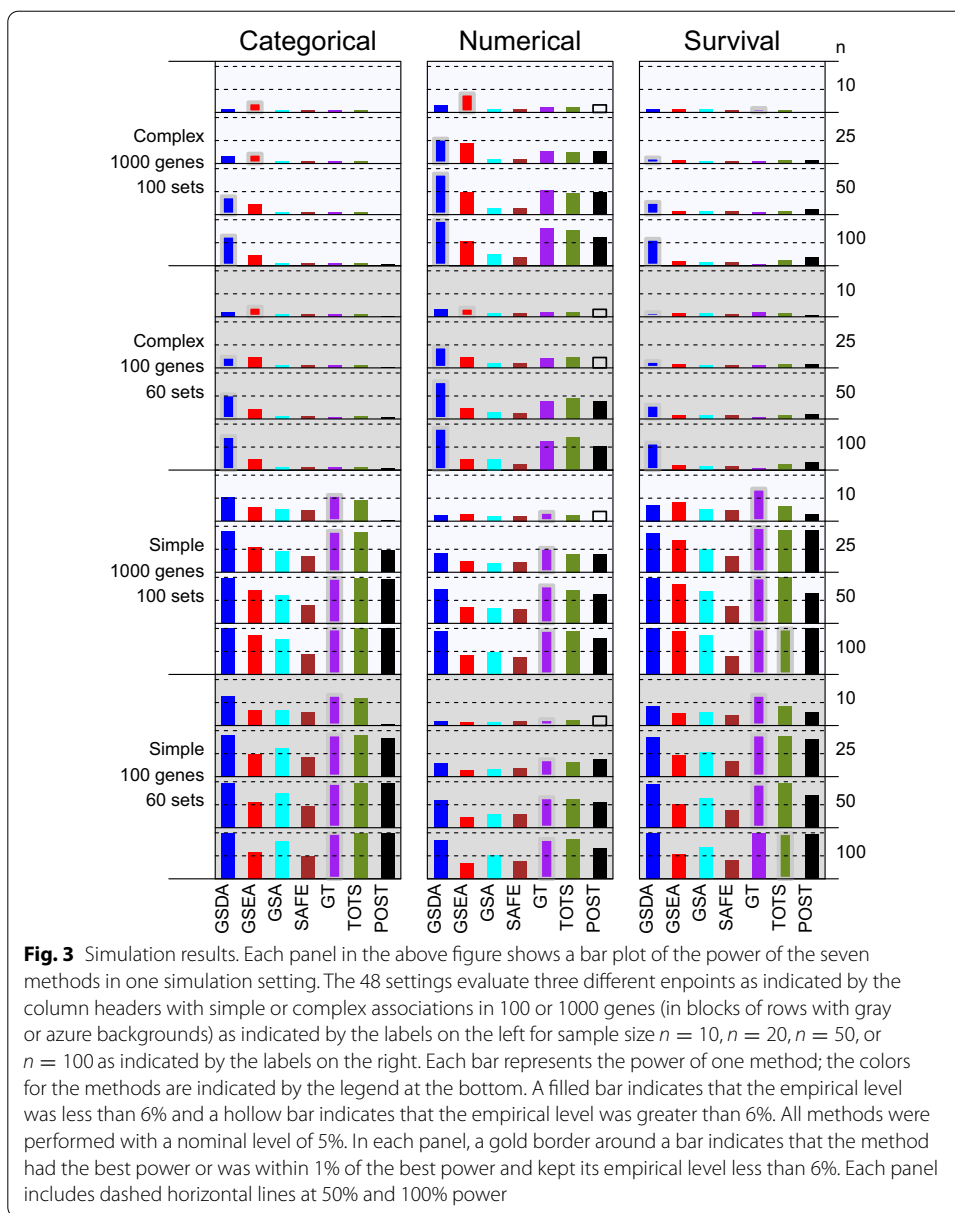 Categorical Numerical Survival n
10
Complex 25
1000 genes
100 sets 50
100
10
Complex 25
100 genes
60 sets 50
100
10
Simple 25
1000 genes
100 sets 50
100
10
Simple 25
100 genes
60 sets 50
100
GSDA GSEA GSA SAFE GT TOTS POST GSDA GSEA GSA SAFE GT TOTS POST GSDA GSEA GSA SAFE GT TOTS POST
Fig. 3 Simulation results. Each panel in the above figure shows a bar plot of the power of the seven
methods in one simulation setting. The 48 settings evaluate three different enpoints as indicated by the
column headers with simple or complex associations in 100 or 1000 genes (in blocks of rows with gray
or azure backgrounds) as indicated by the labels on the left for sample size n = 10, n = 20, n = 50, or
n = 100 as indicated by the labels on the right. Each bar represents the power of one method; the colors
for the methods are indicated by the legend at the bottom. A filled bar indicates that the empirical level
was less than 6% and a hollow bar indicates that the empirical level was greater than 6%. All methods were
performed with a nominal level of 5%. In each panel, a gold border around a bar indicates that the method
had the best power or was within 1% of the best power and kept its empirical level less than 6%. Each panel
includes dashed horizontal lines at 50% and 100% power